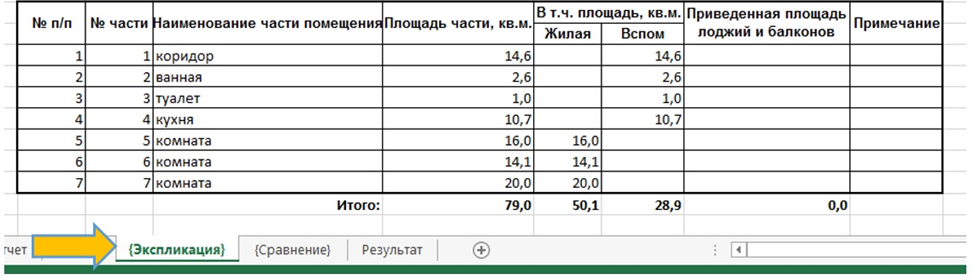 № п/п № части Наименование части помещения Площадь части, кв.м. В т.ч. площадь, кв.м. Приведенная площадь лоджий и балконов Примечание
Жилая Вспом
1 1 коридор 14,6 14,6
2 2 ванная 2,6 2,6
3 3 туалет 1,0 1,0
4 4 кухня 10,7 10,7
5 5 комната 16,0 16,0
6 6 комната 14,1 14,1
7 7 комната 20,0 20,0
Итого: 79,0 50,1 28,9 0,0
тчет {Экспликация} {Сравнение} Результат